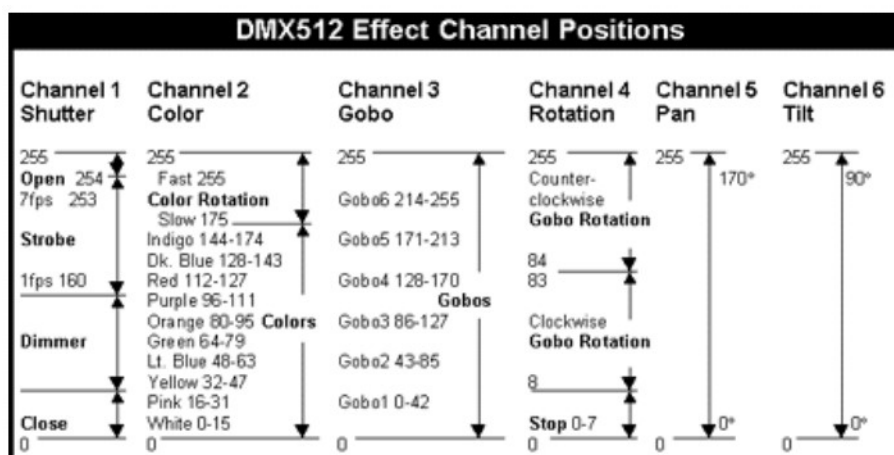 DMX512 Effect Channel Positions
Channel 1 Channel 2 Channel 3 Channel 4 Channel 5 Channel 6
Shutter Color Gobo Rotation Pan Tilt
255 255 255 255 255 255
Open 254 Fast 255 Counter- 170° 90°
7fps 253 Color Rotation Gobo6 214-255 clockwise
Slow 175 Gobo Rotation
Strobe Indigo 144-174 Gobo5 171-213
Dk. Blue 128-143 84
1fps 160 Red 112-127 Gobo4 128-170 83
Purple 96-111 Gobos
Orange 80-95 Colors Gobo3 86-127 Clockwise
Dimmer Green 64-79 Gobo Rotation
Lt. Blue 48-63 Gobo2 43-85
Yellow 32-47 8
Pink 16-31 Gobo1 0-42
Close White 0-15 Stop 0-7 0° 0°
0 0 0 0 0 0